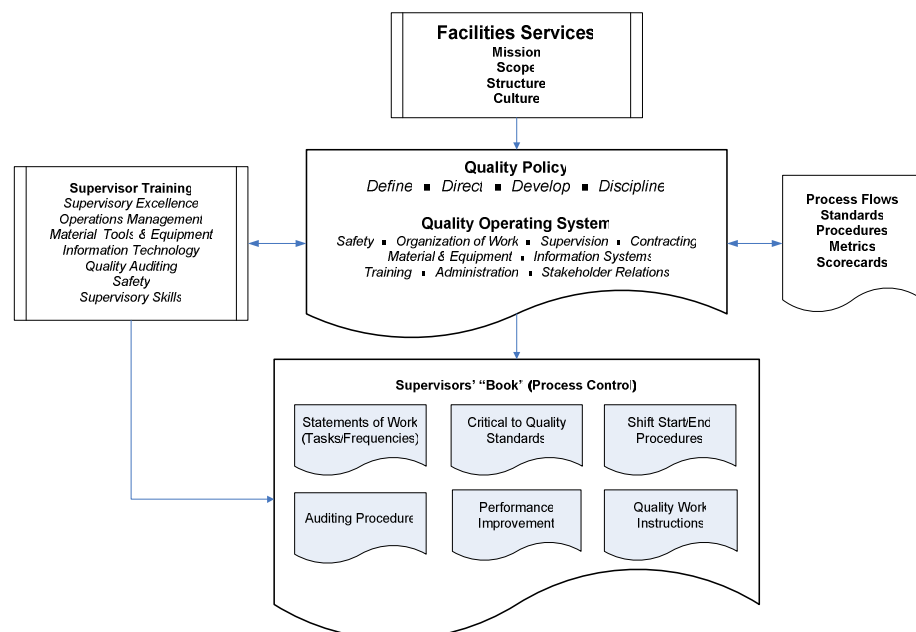 Facilities Services
Mission
Scope
Structure
Culture
Quality Policy
Define ▪ Direct ▪ Develop ▪ Discipline
Quality Operating System
Safety ▪ Organization of Work ▪ Supervision ▪ Contracting
Material & Equipment ▪ Information Systems
Training ▪ Administration ▪ Stakeholder Relations
Supervisor Training
Supervisory Excellence
Operations Management
Material Tools & Equipment
Information Technology
Quality Auditing
Safety
Supervisory Skills
Process Flows
Standards
Procedures
Metrics
Scorecards
Supervisors’ “Book” (Process Control)
Statements of Work
(Tasks/Frequencies)
Critical to Quality
Standards
Shift Start/End
Procedures
Auditing Procedure
Performance
Improvement
Quality Work
Instructions